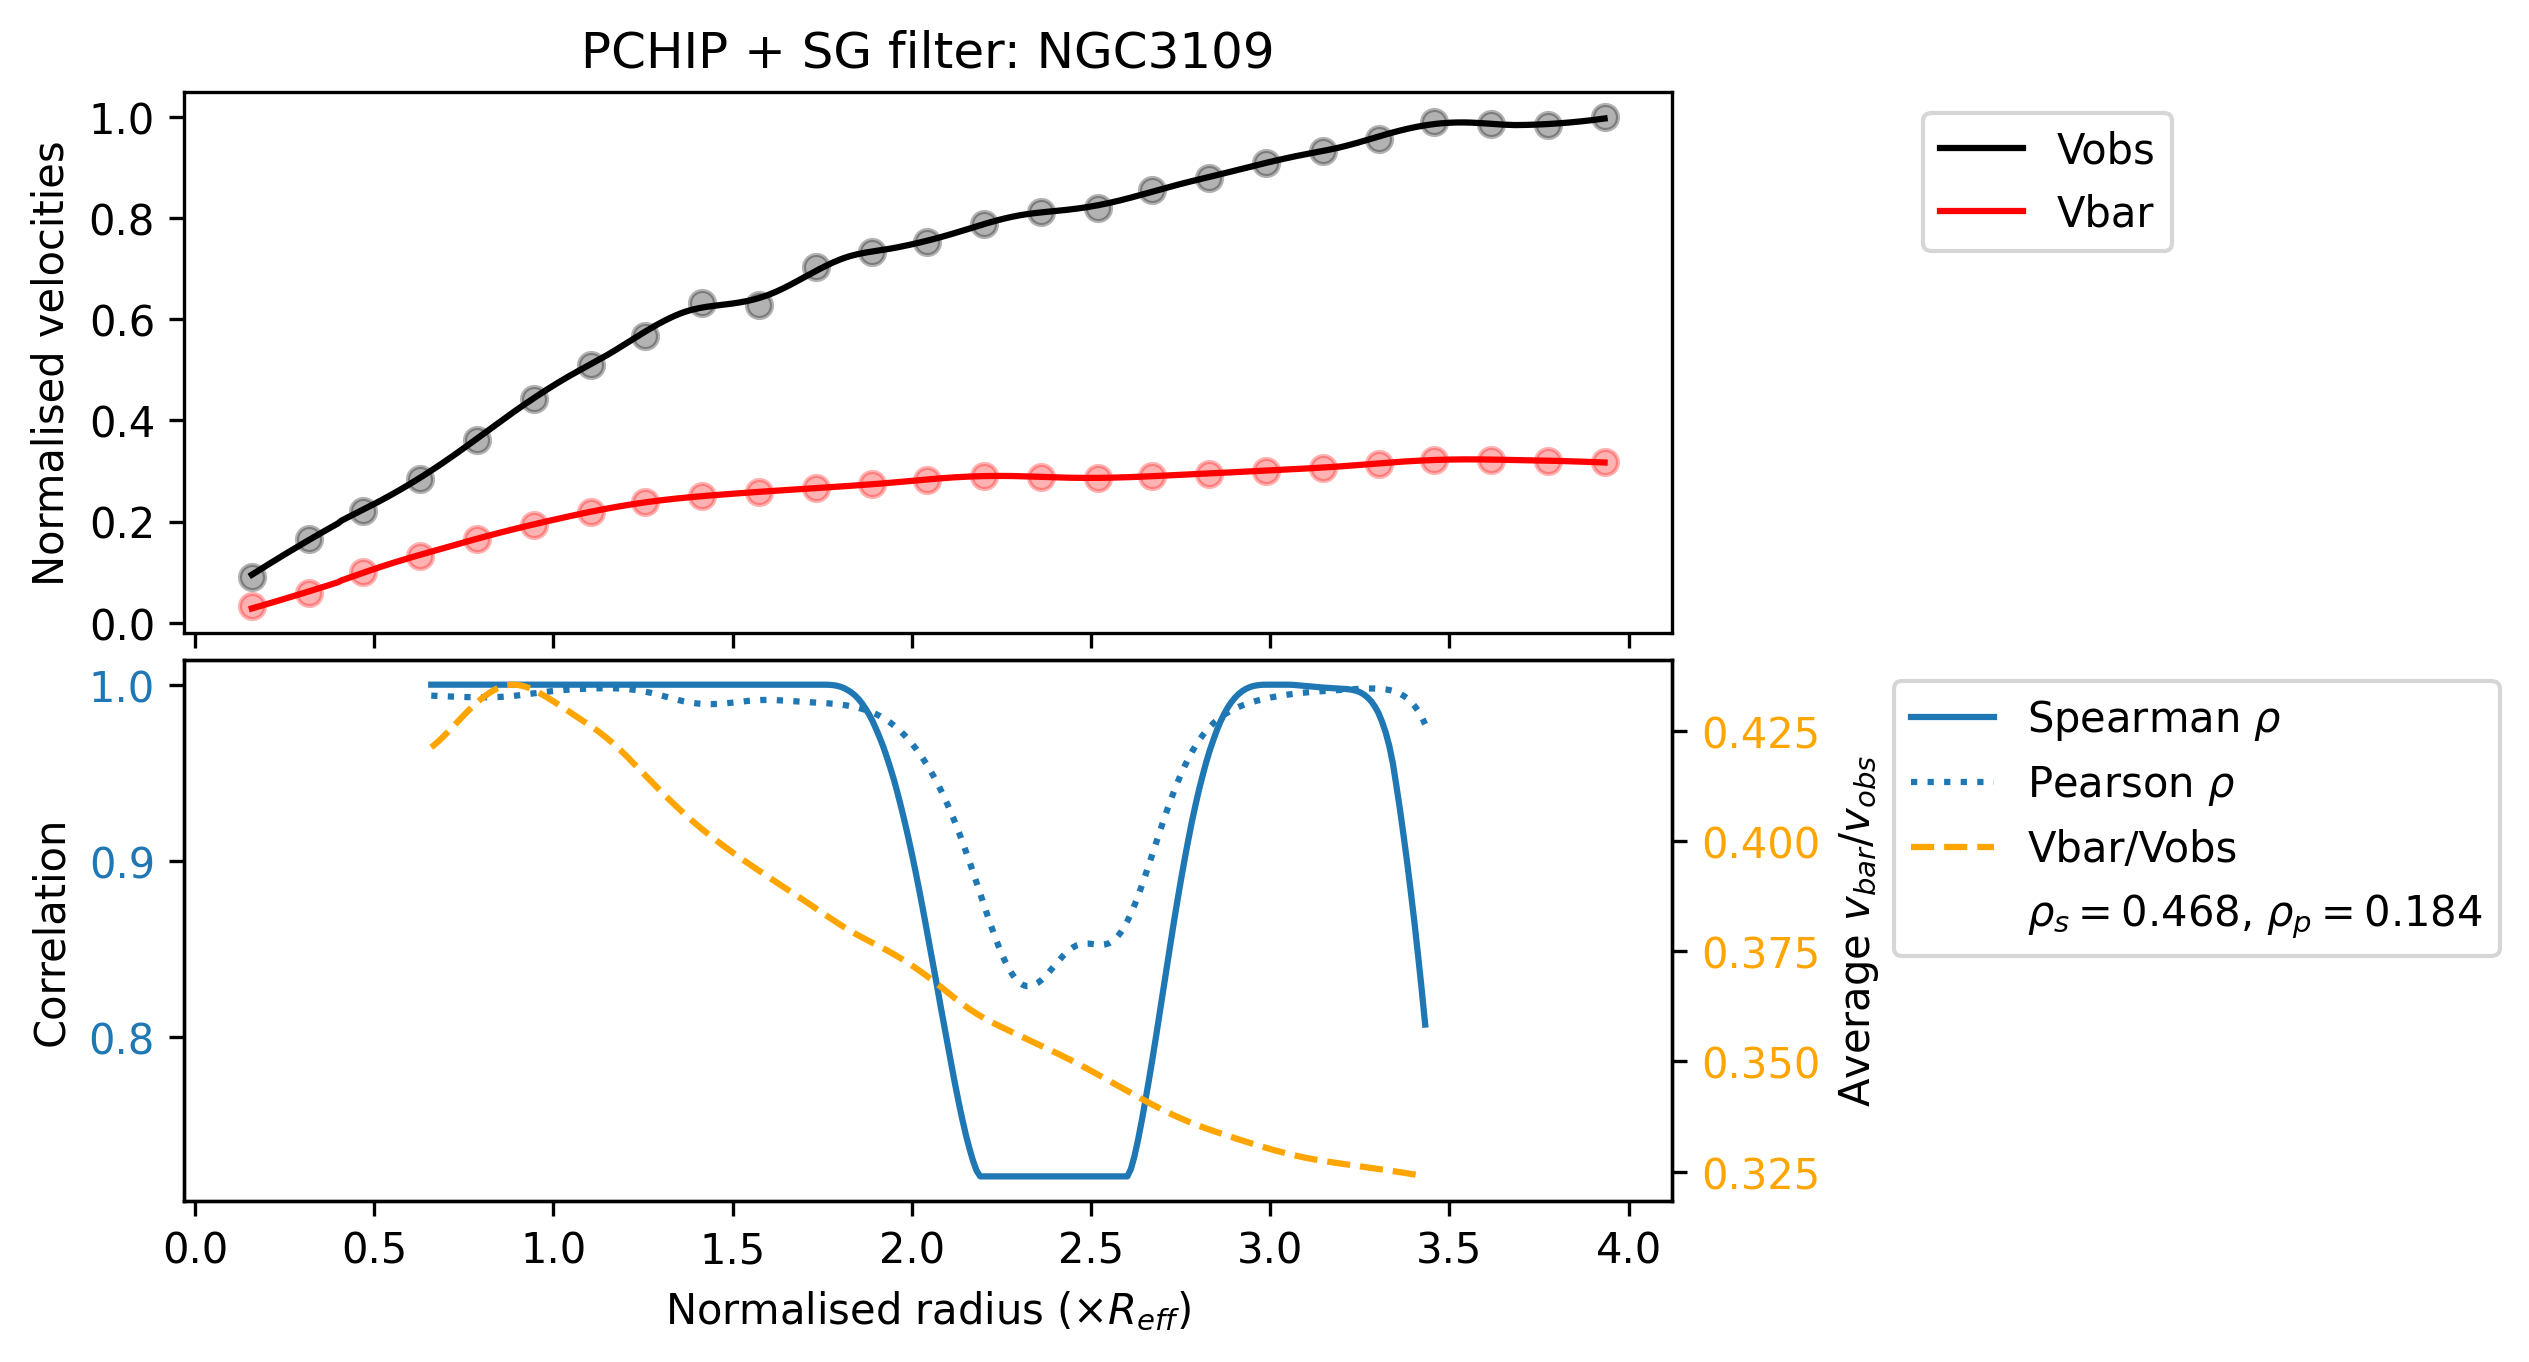 PCHIP + SG filter: NGC3109
Normalised velocities
1.0
0.8
0.6
0.4
0.2
0.0
Vobs
Vbar
Correlation
1.0
0.9
0.8
0.425
0.400
0.375
0.350
0.325
Average v_bar/v_obs
Spearman ρ
Pearson ρ
Vbar/Vobs
ρ_s = 0.468, ρ_p = 0.184
0.0 0.5 1.0 1.5 2.0 2.5 3.0 3.5 4.0
Normalised radius (×R_eff)